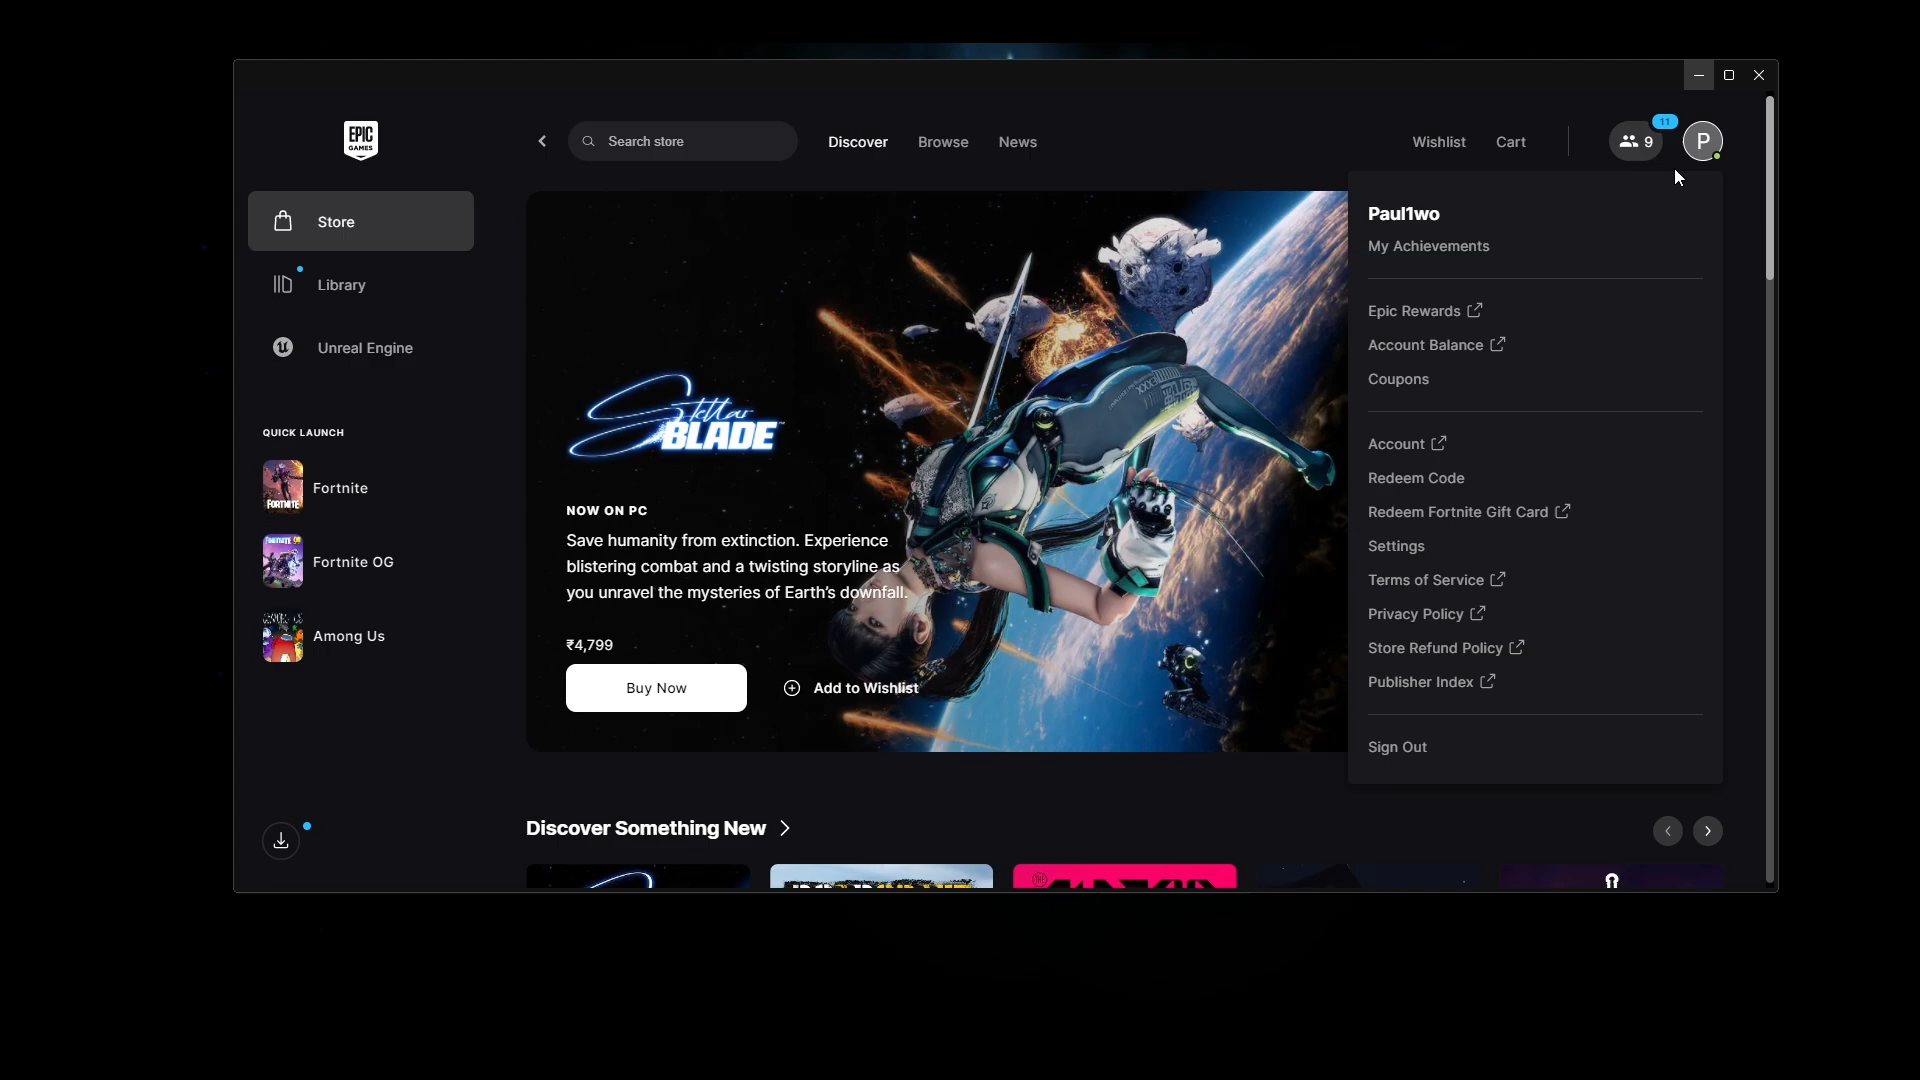 EPIC
GAMES
Search store
Discover
Browse
News
Wishlist
Cart
9
11
P
Store
Library
Unreal Engine
QUICK LAUNCH
FORTNITE
Fortnite
Fortnite OG
Among Us
Stellar
BLADE
NOW ON PC
Save humanity from extinction. Experience
blistering combat and a twisting storyline as
you unravel the mysteries of Earth's downfall.
₹4,799
Buy Now
Add to Wishlist
Paul1wo
My Achievements
Epic Rewards
Account Balance
Coupons
Account
Redeem Code
Redeem Fortnite Gift Card
Settings
Terms of Service
Privacy Policy
Store Refund Policy
Publisher Index
Sign Out
Discover Something New